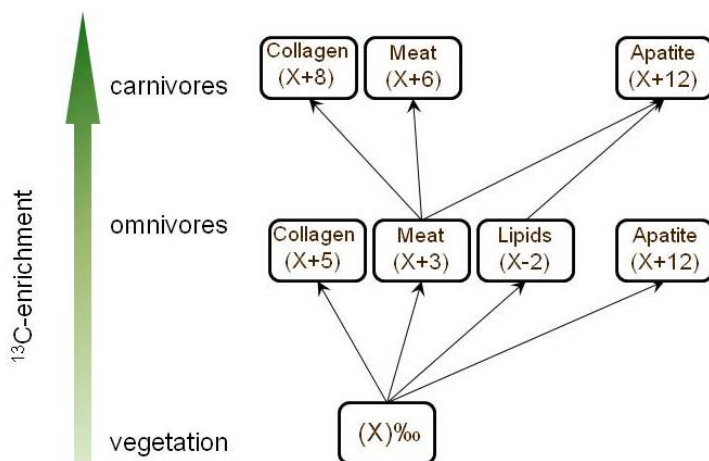 ¹³C-enrichment
carnivores
Collagen
(X+8)
Meat
(X+6)
Apatite
(X+12)
omnivores
Collagen
(X+5)
Meat
(X+3)
Lipids
(X-2)
Apatite
(X+12)
vegetation
(X)‰